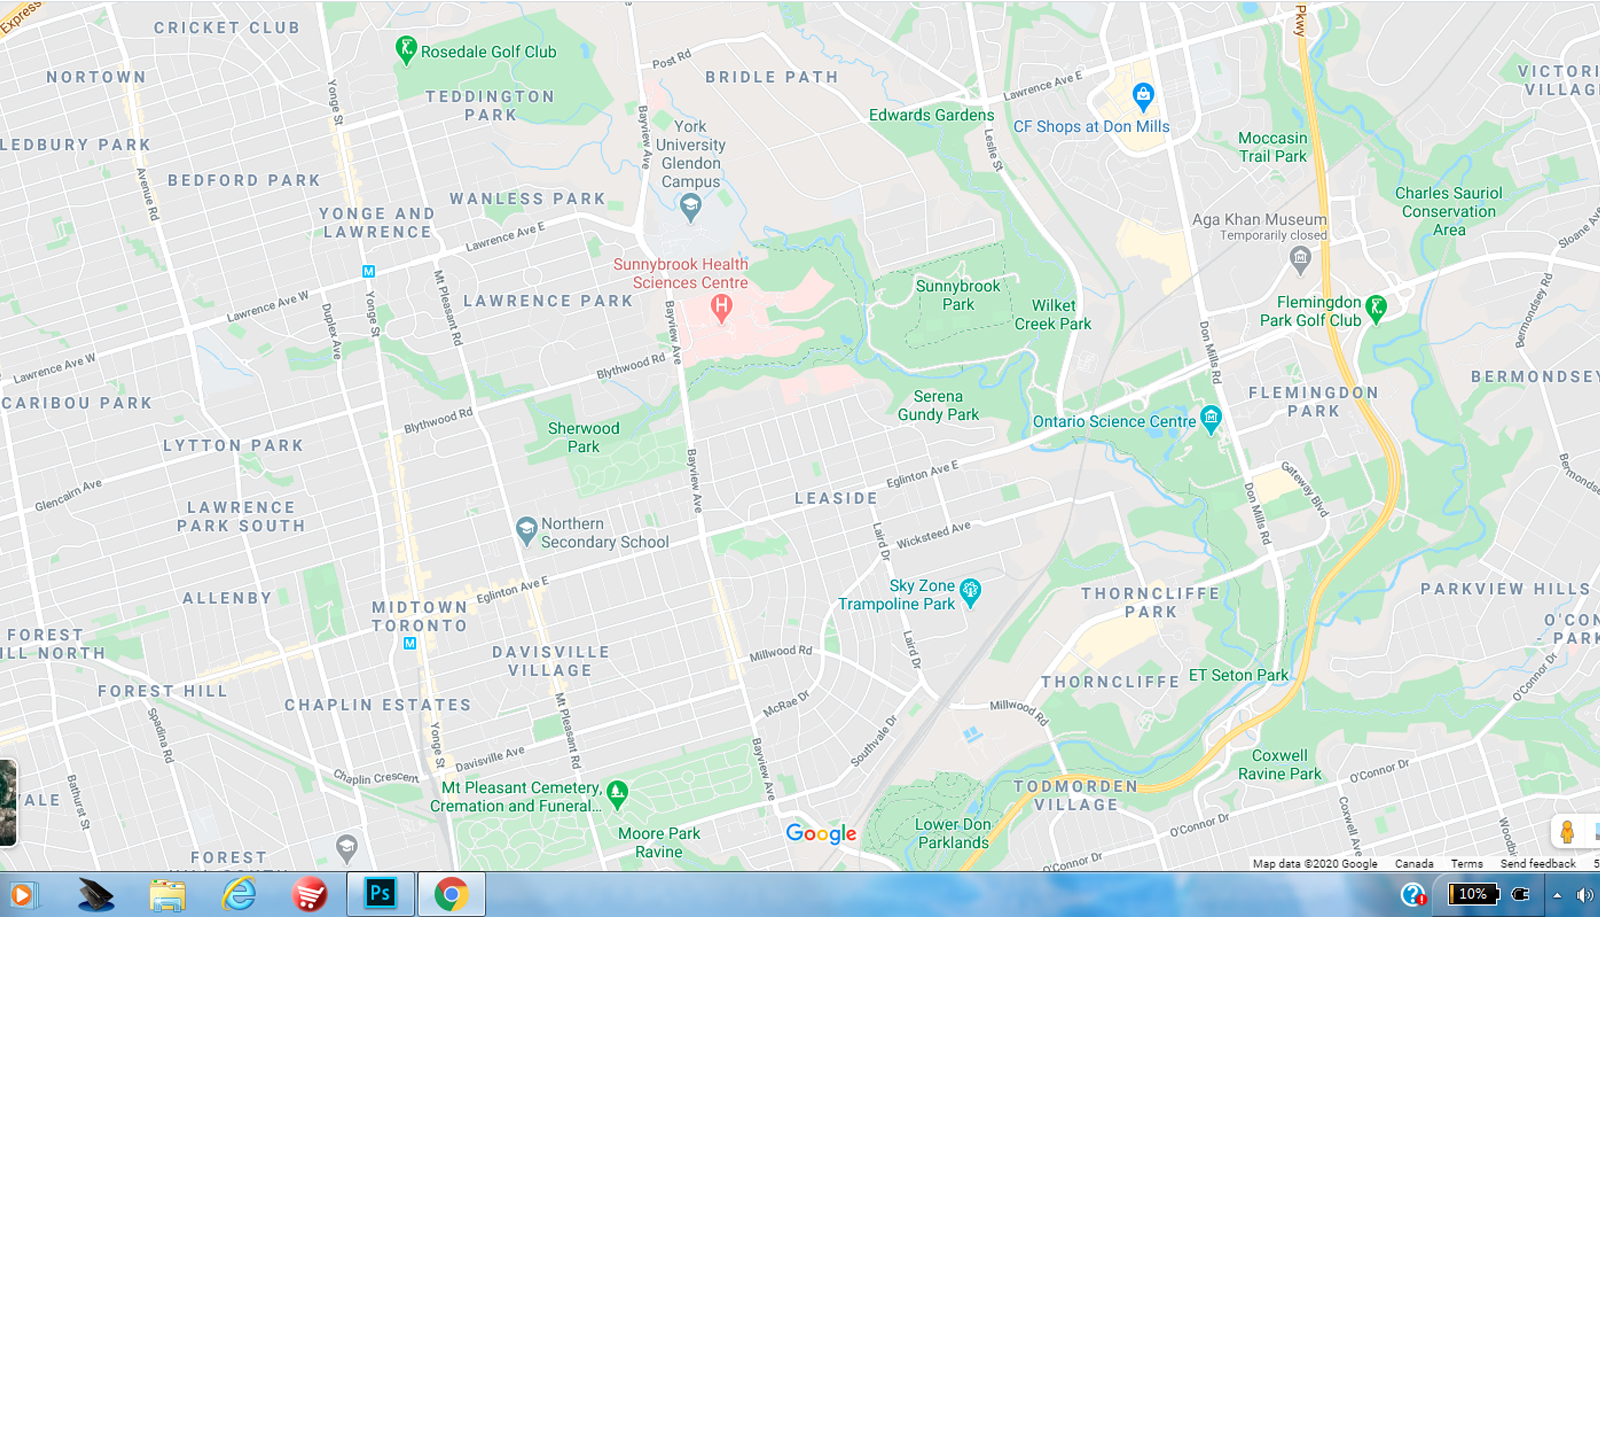 Express
CRICKET CLUB
Rosedale Golf Club
Post Rd
BRIDLE PATH
Pkwy
NORTOWN
Yonge St
TEDDINGTON
PARK
Lawrence Ave E
VICTORI
VILLAG
Edwards Gardens
CF Shops at Don Mills
LEDBURY PARK
Avenue Rd
Bayview Ave
York
University
Glendon
Campus
Leslie St
Moccasin
Trail Park
BEDFORD PARK
WANLESS PARK
Charles Sauriol
Conservation
Area
YONGE AND
LAWRENCE
Lawrence Ave E
Aga Khan Museum
Temporarily closed
Sloane Ave
M
Mt Pleasant Rd
Sunnybrook Health
Sciences Centre
H
Sunnybrook
Park
Wilket
Creek Park
Flemingdon
Park Golf Club
Bermondsey Rd
Lawrence Ave W
Yonge St
Duplex Ave
LAWRENCE PARK
Bayview Ave
Don Mills Rd
Lawrence Ave W
Blythwood Rd
CARIBOU PARK
Serena
Gundy Park
FLEMINGDON
PARK
BERMONDSEY
Blythwood Rd
Sherwood
Park
Ontario Science Centre
LYTTON PARK
Bayview Ave
Eglinton Ave E
Gateway Blvd
Bermondse
Glencairn Ave
LAWRENCE
PARK SOUTH
LEASIDE
Don Mills Rd
Northern
Secondary School
Laird Dr
Wicksteed Ave
ALLENBY
MIDTOWN
TORONTO
M
Eglinton Ave E
Sky Zone
Trampoline Park
THORNCLIFFE
PARK
PARKVIEW HILLS
FOREST
ILL NORTH
O'CON
- PARK
DAVISVILLE
VILLAGE
Millwood Rd
Laird Dr
FOREST HILL
THORNCLIFFE
ET Seton Park
O'Connor Dr
CHAPLIN ESTATES
Mt Pleasant Rd
McRae Dr
Millwood Rd
Spadina Rd
Yonge St
Davisville Ave
Bayview Ave
Southvale Dr
Chaplin Crescent
Coxwell
Ravine Park
O'Connor Dr
Bathurst St
Mt Pleasant Cemetery,
Cremation and Funeral...
TODMORDEN
VILLAGE
VALE
Moore Park
Ravine
Google
Lower Don
Parklands
O'Connor Dr
Coxwell Ave
Woodbi
FOREST
O'Connor Dr
Map data ©2020 Google
Canada
Terms
Send feedback
5
Ps
10%